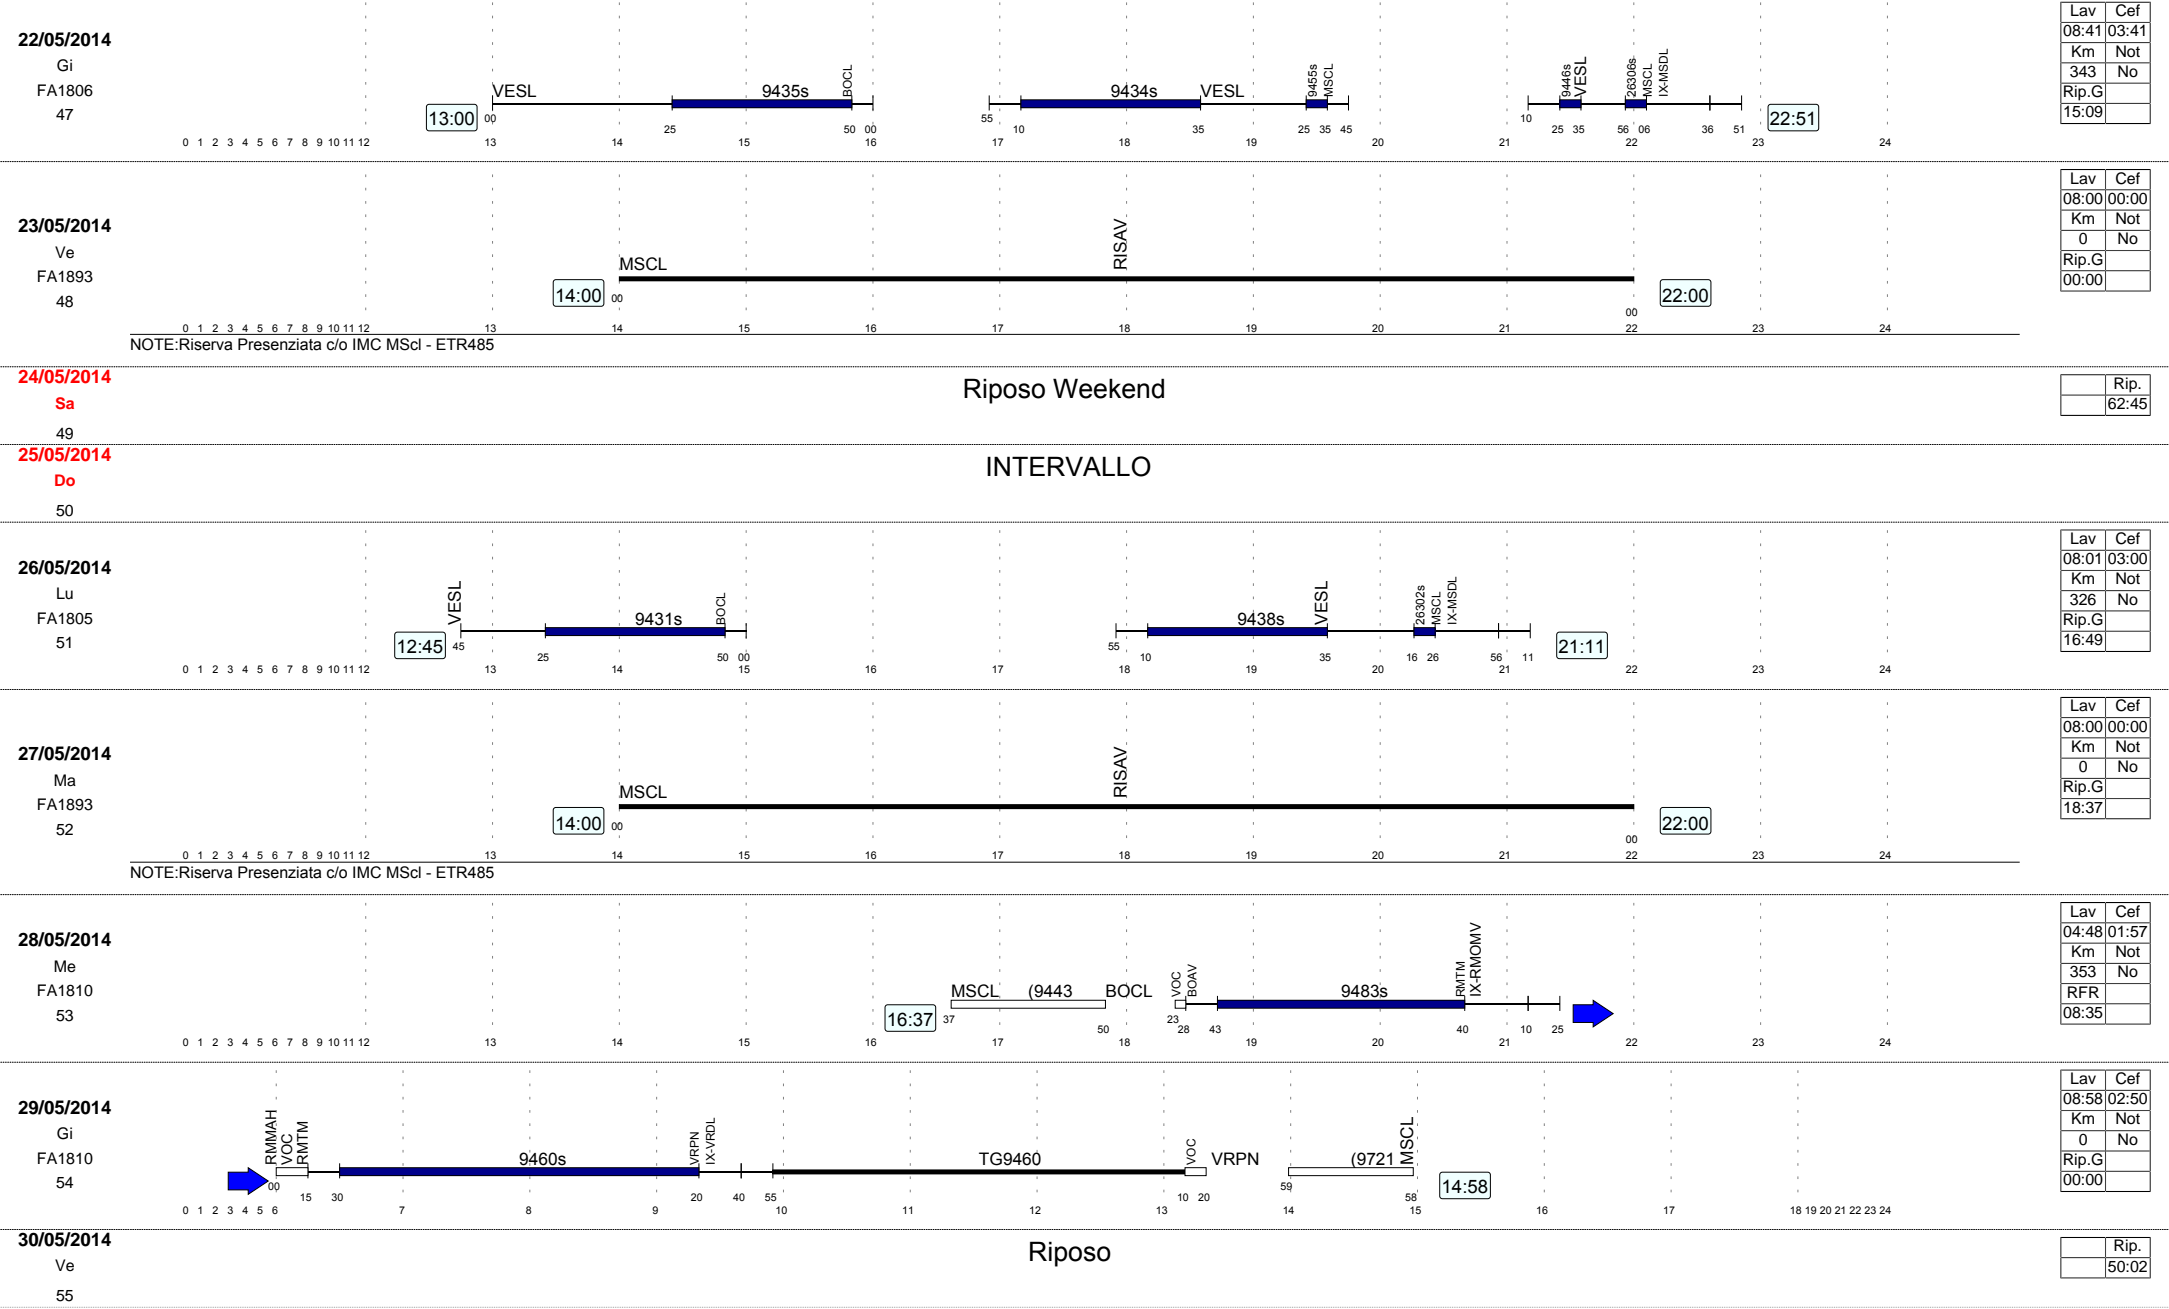 22/05/2014
Gi
FA1806
47
13:00
VESL 9435s BOCL 9434s VESL 9455s MSCL 9446s VESL 26306s MSCL IX-MSDL
00 25 50 00 55 10 35 25 35 45 10 25 35 56 06 36 51
22:51
0 1 2 3 4 5 6 7 8 9 10 11 12 13 14 15 16 17 18 19 20 21 22 23 24
Lav Cef
08:41 03:41
Km Not
343 No
Rip.G
15:09
23/05/2014
Ve
FA1893
48
14:00
MSCL RISAV
00 00
22:00
0 1 2 3 4 5 6 7 8 9 10 11 12 13 14 15 16 17 18 19 20 21 22 23 24
NOTE:Riserva Presenziata c/o IMC MScl - ETR485
Lav Cef
08:00 00:00
Km Not
0 No
Rip.G
00:00
24/05/2014
Sa
49
Riposo Weekend
Rip.
62:45
25/05/2014
Do
50
INTERVALLO
26/05/2014
Lu
FA1805
51
12:45
VESL 9431s BOCL 9438s VESL 26302s MSCL IX-MSDL
45 25 50 00 55 10 35 16 26 56 11
21:11
0 1 2 3 4 5 6 7 8 9 10 11 12 13 14 15 16 17 18 19 20 21 22 23 24
Lav Cef
08:01 03:00
Km Not
326 No
Rip.G
16:49
27/05/2014
Ma
FA1893
52
14:00
MSCL RISAV
00 00
22:00
0 1 2 3 4 5 6 7 8 9 10 11 12 13 14 15 16 17 18 19 20 21 22 23 24
NOTE:Riserva Presenziata c/o IMC MScl - ETR485
Lav Cef
08:00 00:00
Km Not
0 No
Rip.G
18:37
28/05/2014
Me
FA1810
53
16:37
MSCL (9443 BOCL VOC BOAV 9483s RMTM IX-RMOMV
37 50 23 28 43 40 10 25
0 1 2 3 4 5 6 7 8 9 10 11 12 13 14 15 16 17 18 19 20 21 22 23 24
Lav Cef
04:48 01:57
Km Not
353 No
RFR
08:35
29/05/2014
Gi
FA1810
54
RMMAH VOC RMTM 9460s VRPN IX-VRDL TG9460 VOC VRPN (9721 MSCL
00 15 30 20 40 55 10 20 59 58
14:58
0 1 2 3 4 5 6 7 8 9 10 11 12 13 14 15 16 17 18 19 20 21 22 23 24
Lav Cef
08:58 02:50
Km Not
0 No
Rip.G
00:00
30/05/2014
Ve
55
Riposo
Rip.
50:02